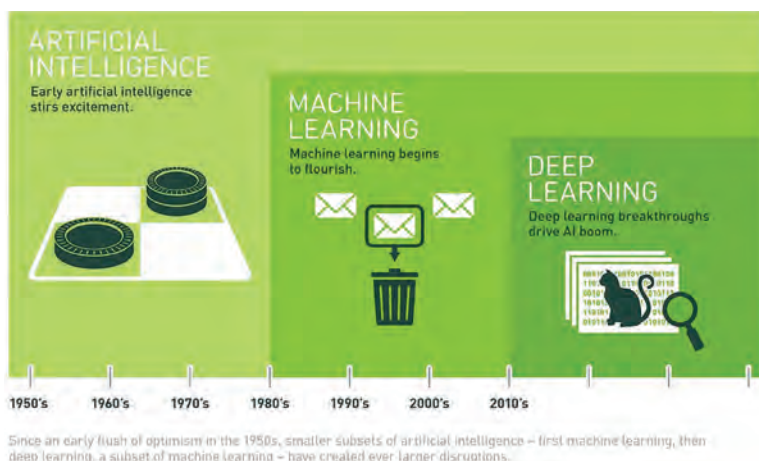 ARTIFICIAL
INTELLIGENCE
Early artificial intelligence
stirs excitement.
MACHINE
LEARNING
Machine learning begins
to flourish.
DEEP
LEARNING
Deep learning breakthroughs
drive AI boom.
1950's 1960's 1970's 1980's 1990's 2000's 2010's
Since an early flush of optimism in the 1950s, smaller subsets of artificial intelligence – first machine learning, then
deep learning, a subset of machine learning – have created ever larger disruptions.